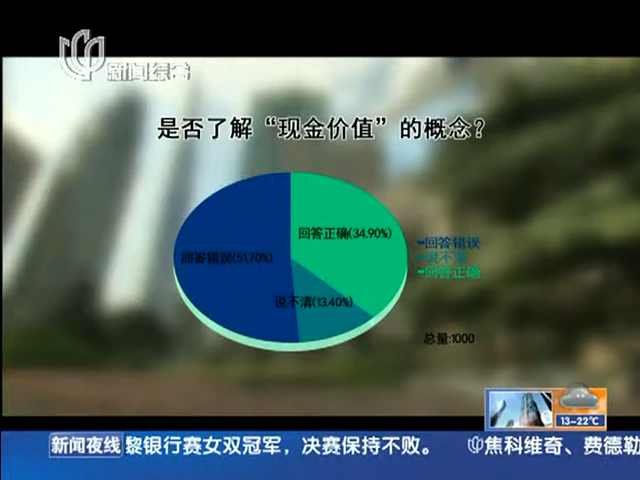 新闻综合
是否了解“现金价值”的概念？
回答正确(34.90%)
回答错误(51.70%)
说不清(13.40%)
回答错误
说不清
回答正确
总量:1000
13-22℃
新闻夜线 黎银行赛女双冠军，决赛保持不败。 焦科维奇、费德勒